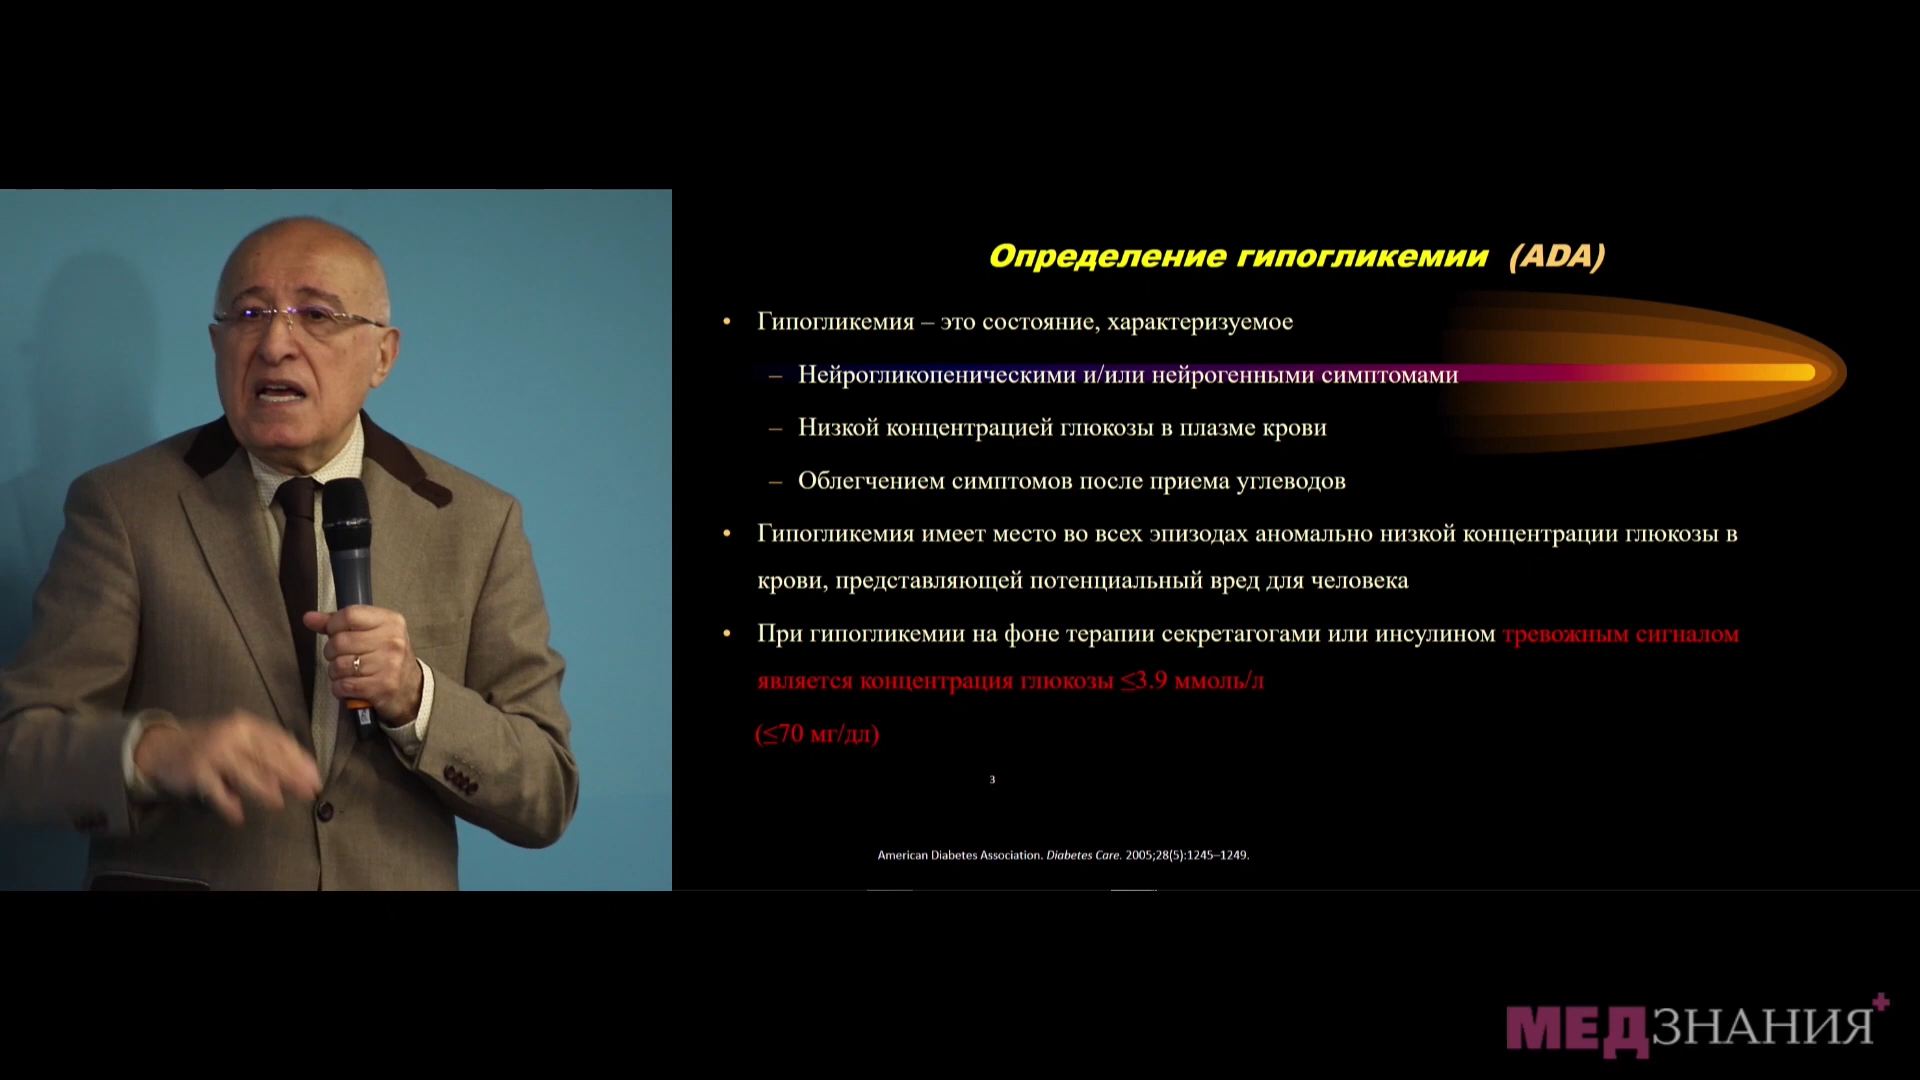 Определение гипогликемии (ADA)
• Гипогликемия – это состояние, характеризуемое
– Нейрогликопеническими и/или нейрогенными симптомами
– Низкой концентрацией глюкозы в плазме крови
– Облегчением симптомов после приема углеводов
• Гипогликемия имеет место во всех эпизодах аномально низкой концентрации глюкозы в
крови, представляющей потенциальный вред для человека
• При гипогликемии на фоне терапии секретагогами или инсулином тревожным сигналом
является концентрация глюкозы ≤3.9 ммоль/л
(≤70 мг/дл)
3
American Diabetes Association. Diabetes Care. 2005;28(5):1245–1249.
МЕДЗНАНИЯ+